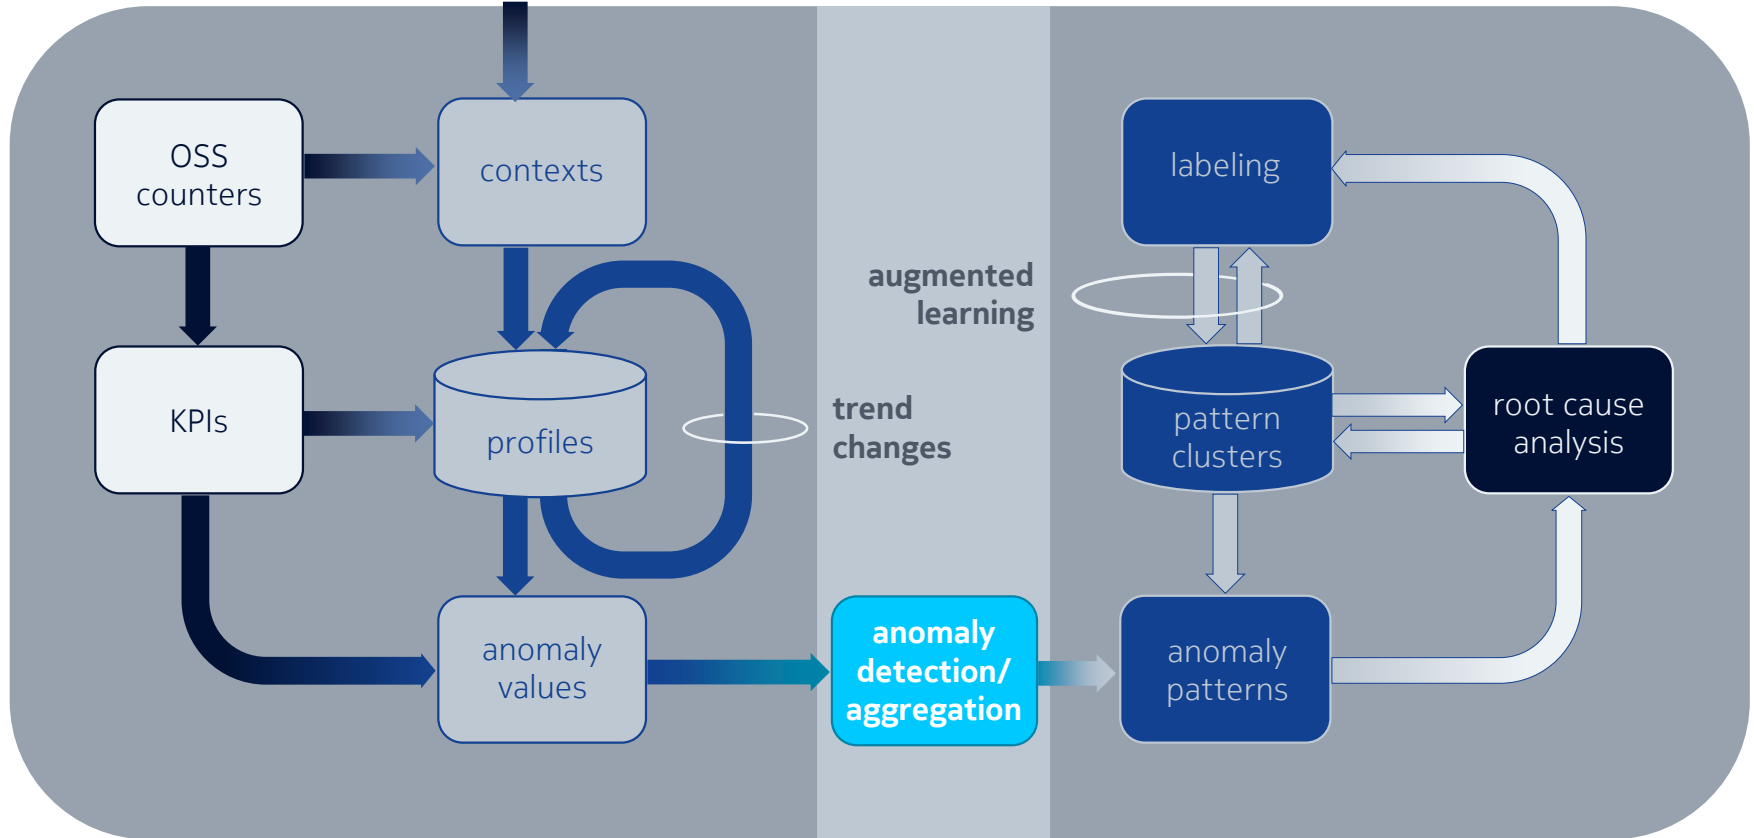 OSS
counters
contexts
labeling
augmented
learning
KPIs
profiles
trend
changes
pattern
clusters
root cause
analysis
anomaly
values
anomaly
detection/
aggregation
anomaly
patterns